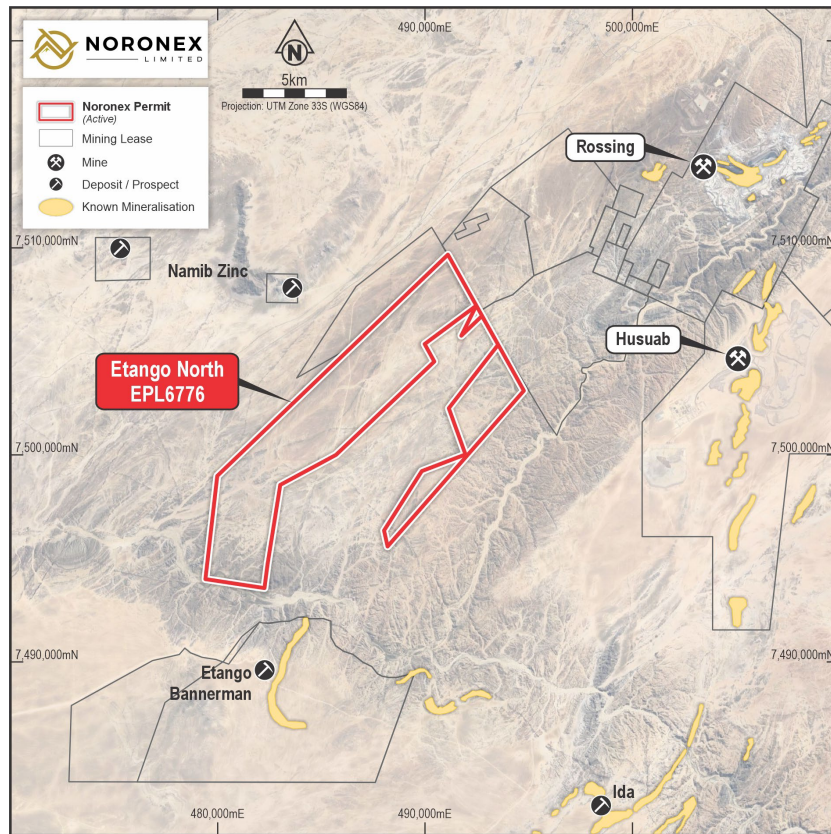 NORONEX
LIMITED
N
5km
Projection: UTM Zone 33S (WGS84)
490,000mE
500,000mE
Noronex Permit
(Active)
Mining Lease
Mine
Deposit / Prospect
Known Mineralisation
Rossing
7,510,000mN
7,510,000mN
Namib Zinc
Husuab
Etango North
EPL6776
7,500,000mN
7,500,000mN
7,490,000mN
7,490,000mN
Etango
Bannerman
Ida
480,000mE
490,000mE